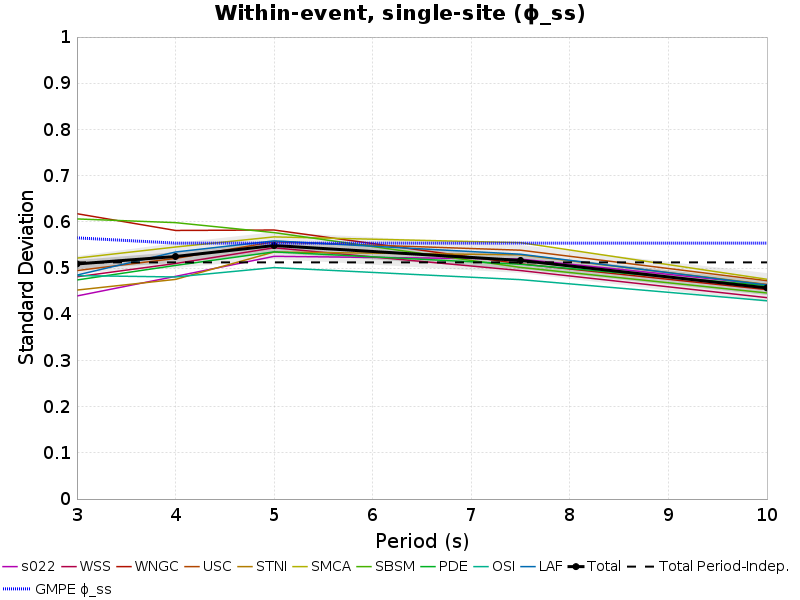 Within-event, single-site (ϕ_ss)
Standard Deviation
1
0.9
0.8
0.7
0.6
0.5
0.4
0.3
0.2
0.1
0
3 4 5 6 7 8 9 10
Period (s)
s022 WSS WNGC USC STNI SMCA SBSM PDE OSI LAF Total Total Period-Indep.
GMPE ϕ_ss